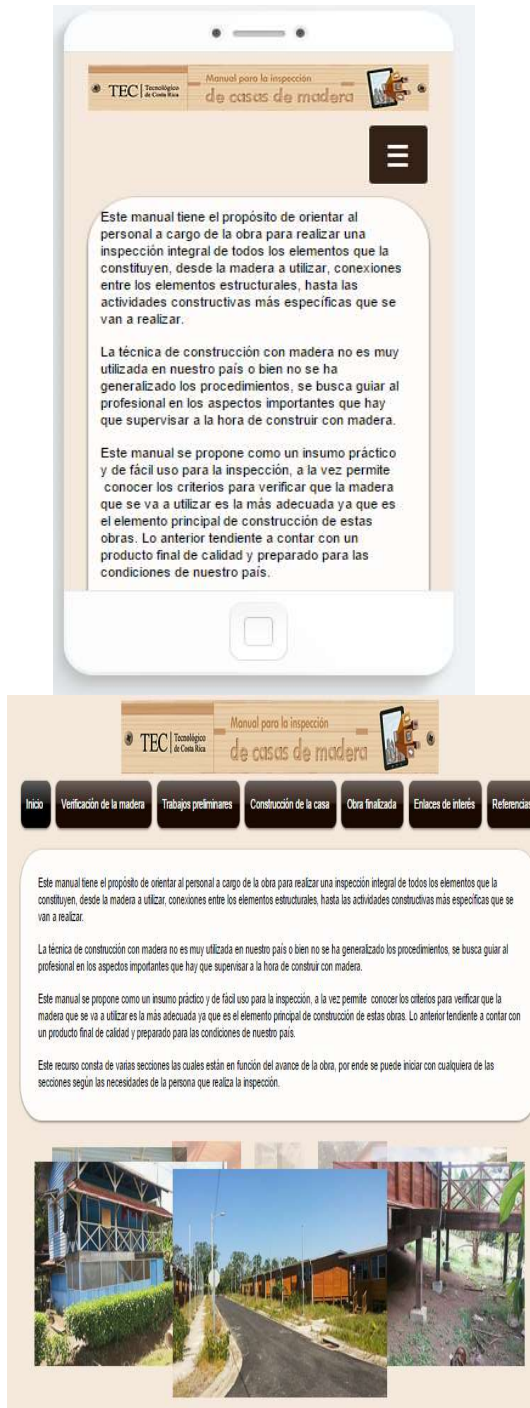 TEC | Tecnológico
de Costa Rica
Manual para la inspección
de casas de madera
Este manual tiene el propósito de orientar al
personal a cargo de la obra para realizar una
inspección integral de todos los elementos que la
constituyen, desde la madera a utilizar, conexiones
entre los elementos estructurales, hasta las
actividades constructivas más específicas que se
van a realizar.
La técnica de construcción con madera no es muy
utilizada en nuestro país o bien no se ha
generalizado los procedimientos, se busca guiar al
profesional en los aspectos importantes que hay
que supervisar a la hora de construir con madera.
Este manual se propone como un insumo práctico
y de fácil uso para la inspección, a la vez permite
conocer los criterios para verificar que la madera
que se va a utilizar es la más adecuada ya que es
el elemento principal de construcción de estas
obras. Lo anterior tendiente a contar con un
producto final de calidad y preparado para las
condiciones de nuestro país.
TEC | Tecnológico
de Costa Rica
Manual para la inspección
de casas de madera
Inicio Verificación de la madera Trabajos preliminares Construcción de la casa Obra finalizada Enlaces de interés Referencias
Este manual tiene el propósito de orientar al personal a cargo de la obra para realizar una inspección integral de todos los elementos que la
constituyen, desde la madera a utilizar, conexiones entre los elementos estructurales, hasta las actividades constructivas más específicas que se
van a realizar.
La técnica de construcción con madera no es muy utilizada en nuestro país o bien no se ha generalizado los procedimientos, se busca guiar al
profesional en los aspectos importantes que hay que supervisar a la hora de construir con madera.
Este manual se propone como un insumo práctico y de fácil uso para la inspección, a la vez permite conocer los criterios para verificar que la
madera que se va a utilizar es la más adecuada ya que es el elemento principal de construcción de estas obras. Lo anterior tendiente a contar con
un producto final de calidad y preparado para las condiciones de nuestro país.
Este recurso consta de varias secciones las cuales están en función del avance de la obra, por ende se puede iniciar con cualquiera de las
secciones según las necesidades de la persona que realiza la inspección.